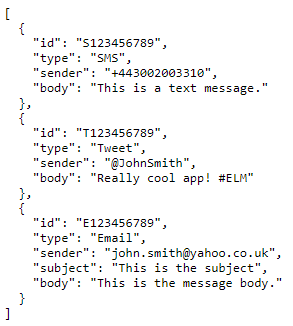 [
  {
    "id": "S123456789",
    "type": "SMS",
    "sender": "+443002003310",
    "body": "This is a text message."
  },
  {
    "id": "T123456789",
    "type": "Tweet",
    "sender": "@JohnSmith",
    "body": "Really cool app! #ELM"
  },
  {
    "id": "E123456789",
    "type": "Email",
    "sender": "john.smith@yahoo.co.uk",
    "subject": "This is the subject",
    "body": "This is the message body."
  }
]